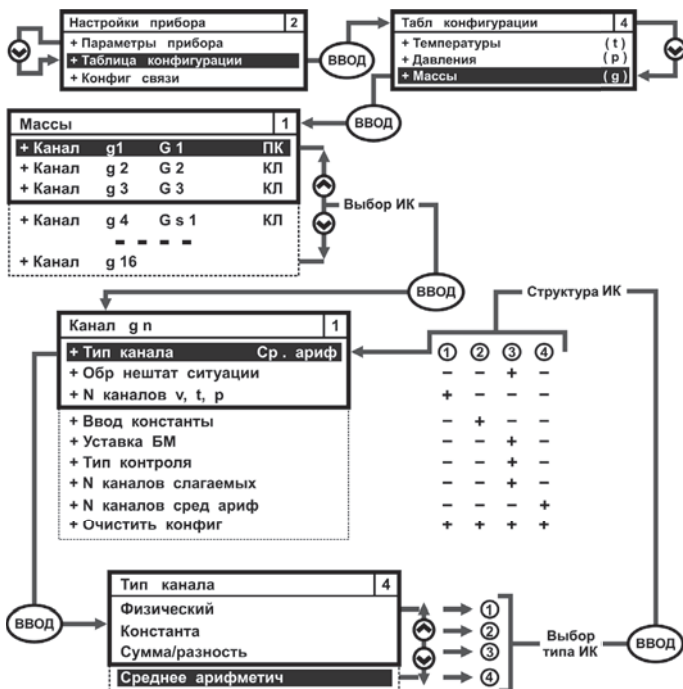 Настройки прибора 2
+ Параметры прибора
+ Таблица конфигурации
+ Конфиг связи
ВВОД
Табл конфигурации 4
+ Температуры (t)
+ Давления (p)
+ Массы (g)
ВВОД
Массы 1
+ Канал g1 G 1 ПК
+ Канал g 2 G 2 КЛ
+ Канал g 3 G 3 КЛ
+ Канал g 4 G s 1 КЛ
- - - -
+ Канал g 16
Выбор ИК
ВВОД
Структура ИК
Канал g n 1
① ② ③ ④
+ Тип канала Ср. ариф
+ Обр нештат ситуации – – + –
+ N каналов v, t, p + – – –
+ Ввод константы – + – –
+ Уставка БМ – – + –
+ Тип контроля – – + –
+ N каналов слагаемых – – + –
+ N каналов сред ариф – – – +
+ Очистить конфиг + + + +
ВВОД
Тип канала 4
Физический ①
Константа ②
Сумма/разность ③
Среднее арифметич ④
Выбор
типа ИК
ВВОД